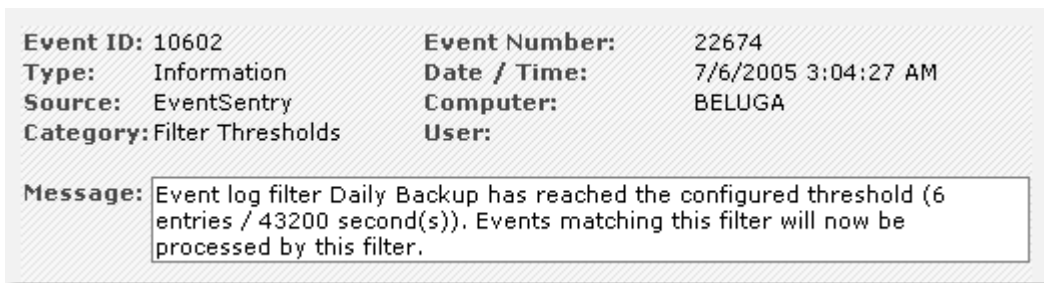 Event ID: 10602 Event Number: 22674
Type: Information Date / Time: 7/6/2005 3:04:27 AM
Source: EventSentry Computer: BELUGA
Category: Filter Thresholds User:
Message: Event log filter Daily Backup has reached the configured threshold (6
entries / 43200 second(s)). Events matching this filter will now be
processed by this filter.